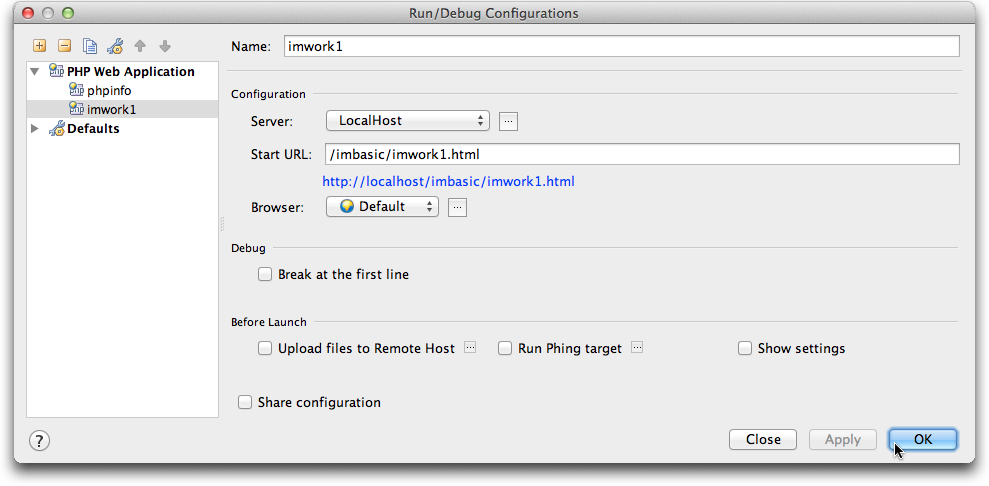 Run/Debug Configurations
Name: imwork1
PHP Web Application
phpinfo
imwork1
Defaults
Configuration
Server: LocalHost ...
Start URL: /imbasic/imwork1.html
http://localhost/imbasic/imwork1.html
Browser: Default ...
Debug
Break at the first line
Before Launch
Upload files to Remote Host ... Run Phing target ... Show settings
Share configuration
? Close Apply OK